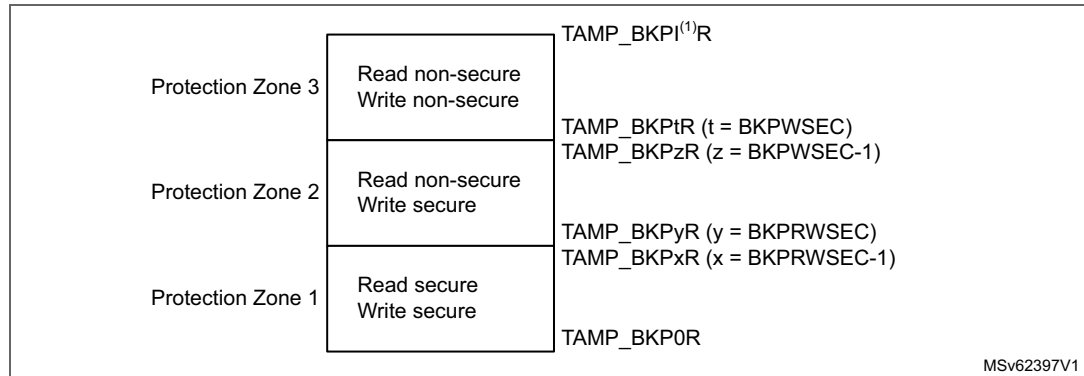 TAMP_BKPI(1)R
Protection Zone 3
Read non-secure
Write non-secure
TAMP_BKPtR (t = BKPWSEC)
TAMP_BKPzR (z = BKPWSEC-1)
Protection Zone 2
Read non-secure
Write secure
TAMP_BKPyR (y = BKPRWSEC)
TAMP_BKPxR (x = BKPRWSEC-1)
Protection Zone 1
Read secure
Write secure
TAMP_BKP0R
MSv62397V1